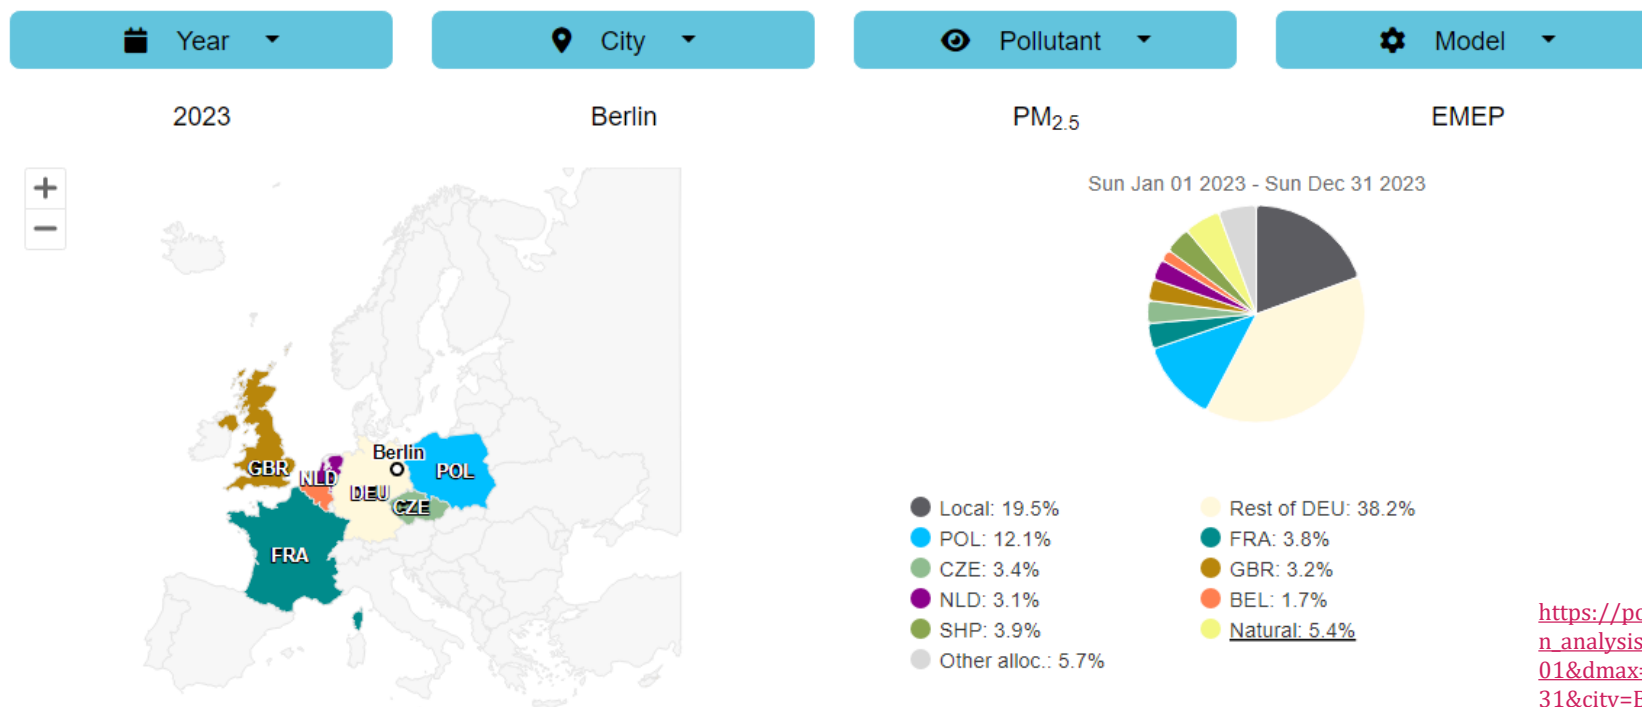 Year
City
Pollutant
Model
2023
Berlin
PM2.5
EMEP
+
−
Sun Jan 01 2023 - Sun Dec 31 2023
Berlin
GBR
NLD
POL
DEU
CZE
FRA
Local: 19.5%
Rest of DEU: 38.2%
POL: 12.1%
FRA: 3.8%
CZE: 3.4%
GBR: 3.2%
NLD: 3.1%
BEL: 1.7%
SHP: 3.9%
Natural: 5.4%
Other alloc.: 5.7%
https://po
n_analysis
01&dmax=
31&city=B